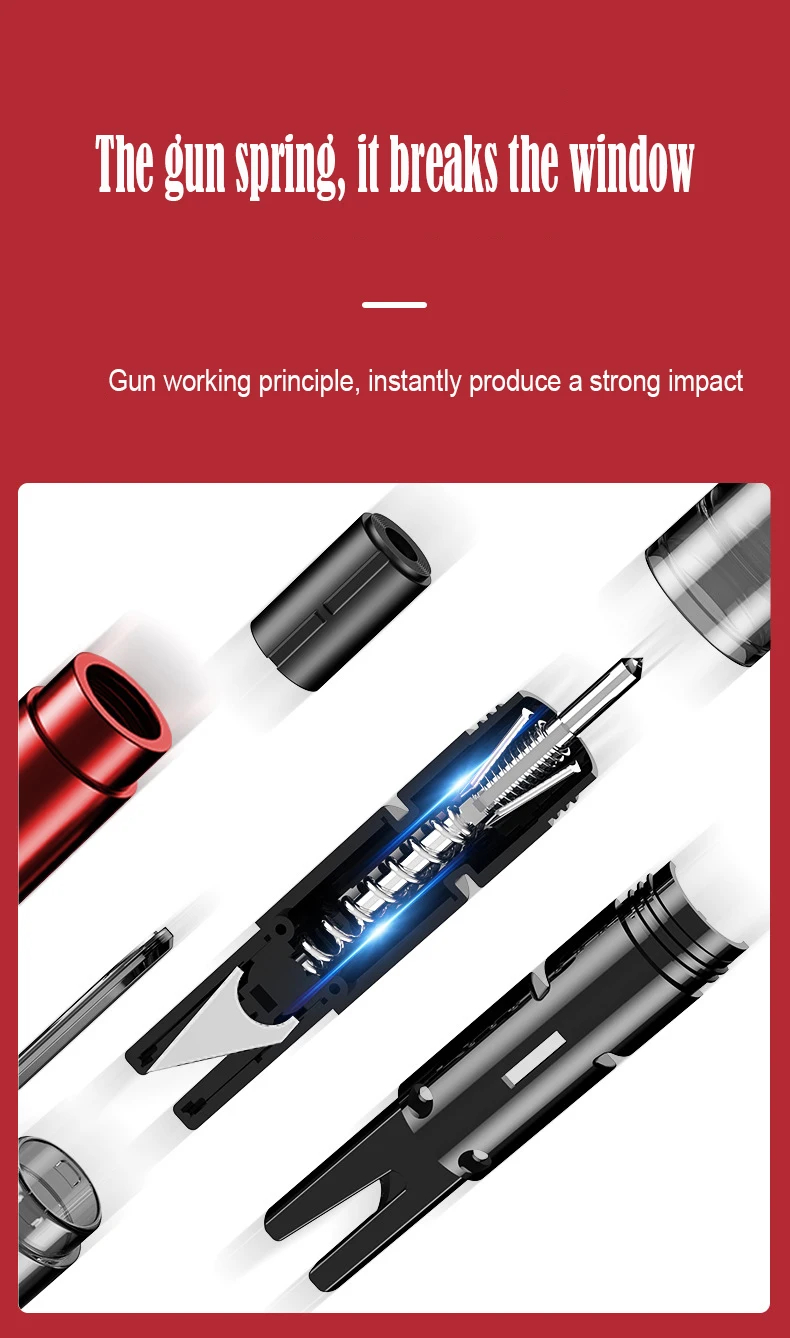 The gun spring, it breaks the window
Gun working principle, instantly produce a strong impact